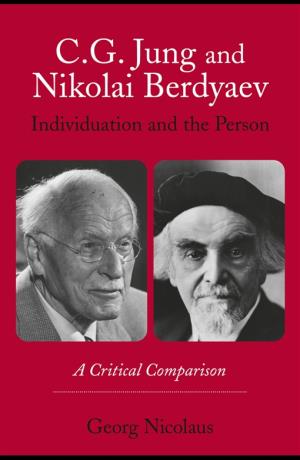 C.G. Jung and
Nikolai Berdyaev
Individuation and the Person
A Critical Comparison
Georg Nicolaus